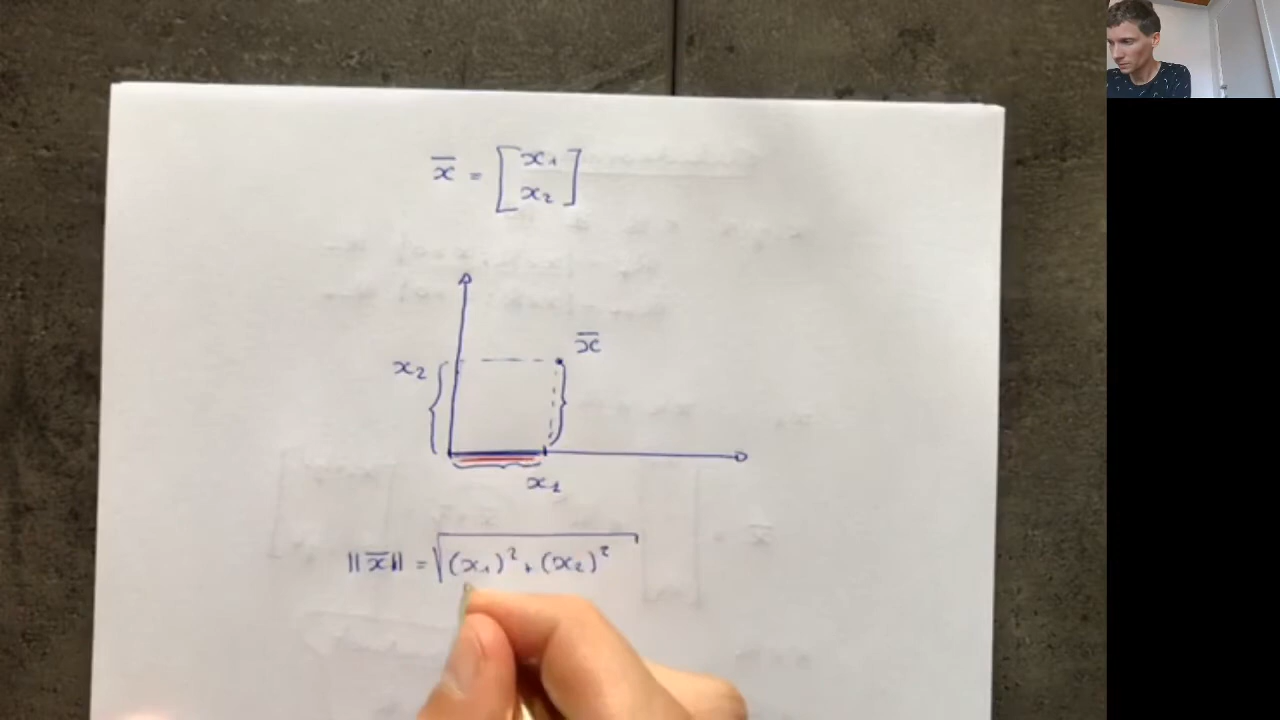 x̄ = [x₁
x₂]
x̄
x₂
x₁
||x̄|| = √(x₁)² + (x₂)²